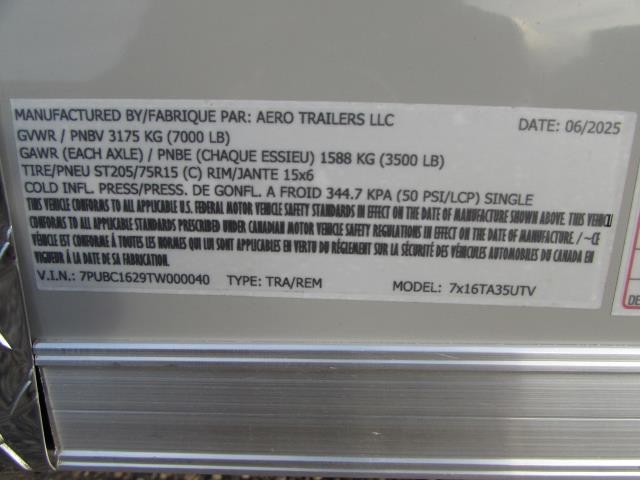 MANUFACTURED BY/FABRIQUE PAR: AERO TRAILERS LLC DATE: 06/2025
GVWR / PNBV 3175 KG (7000 LB)
GAWR (EACH AXLE) / PNBE (CHAQUE ESSIEU) 1588 KG (3500 LB)
TIRE/PNEU ST205/75R15 (C) RIM/JANTE 15x6
COLD INFL. PRESS/PRESS. DE GONFL. A FROID 344.7 KPA (50 PSI/LCP) SINGLE
THIS VEHICLE CONFORMS TO ALL APPLICABLE U.S. FEDERAL MOTOR VEHICLE SAFETY STANDARDS IN EFFECT ON THE DATE OF MANUFACTURE SHOWN ABOVE. THIS VEHICLE
CONFORMS TO ALL APPLICABLE STANDARDS PRESCRIBED UNDER THE CANADIAN MOTOR VEHICLE SAFETY REGULATIONS IN EFFECT ON THE DATE OF MANUFACTURE. / ~CE
VÉHICLE EST CONFORME À TOUTES LES NORMES QUI LUI SONT APPLICABLES EN VERTU DU RÈGLEMENT SUR LA SÉCURITÉ DES VÉHICULES AUTOMOBILES DU CANADA EN
VIGUEUR À LA DATE DE SA FABRICATION.
V.I.N.: 7PUBC1629TW000040 TYPE: TRA/REM MODEL: 7x16TA35UTV
DE